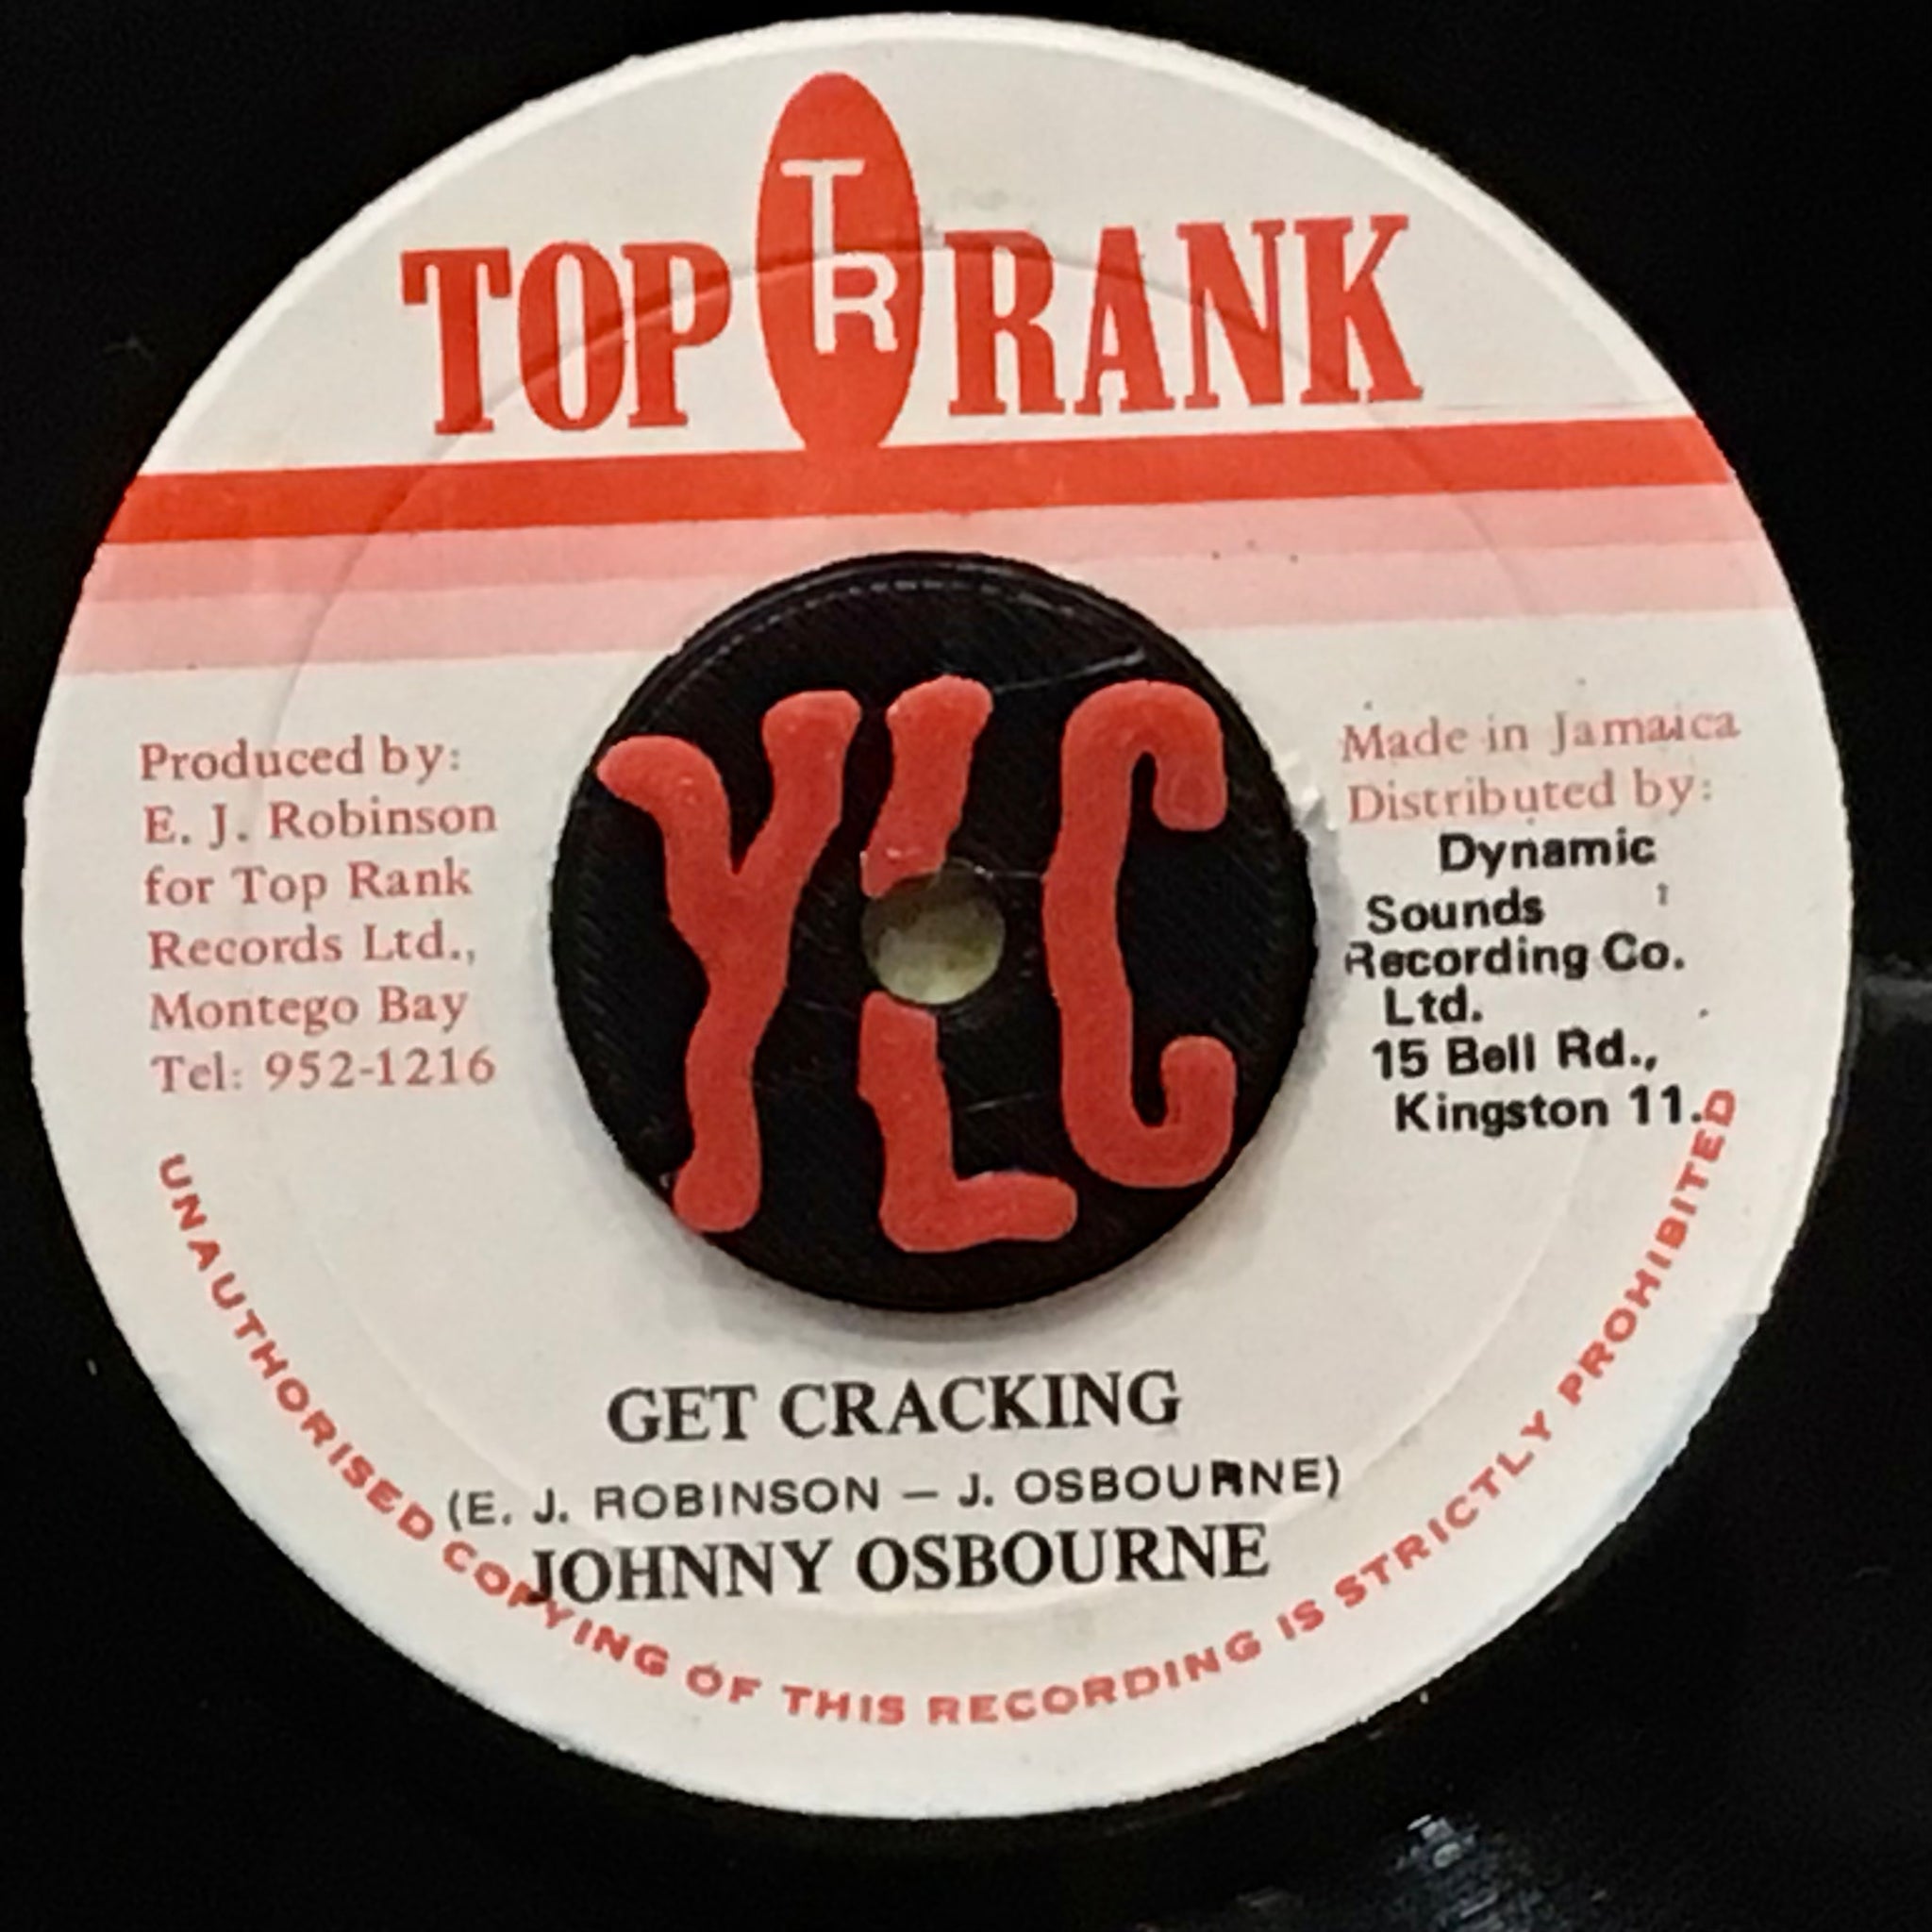 TOP TR RANK
Produced by:
E. J. Robinson
for Top Rank
Records Ltd.,
Montego Bay
Tel: 952-1216
YLC
Made in Jamaica
Distributed by:
Dynamic
Sounds
Recording Co.
Ltd.
15 Bell Rd.,
Kingston 11.
GET CRACKING
(E. J. ROBINSON — J. OSBOURNE)
JOHNNY OSBOURNE
UNAUTHORISED COPYING OF THIS RECORDING IS STRICTLY PROHIBITED